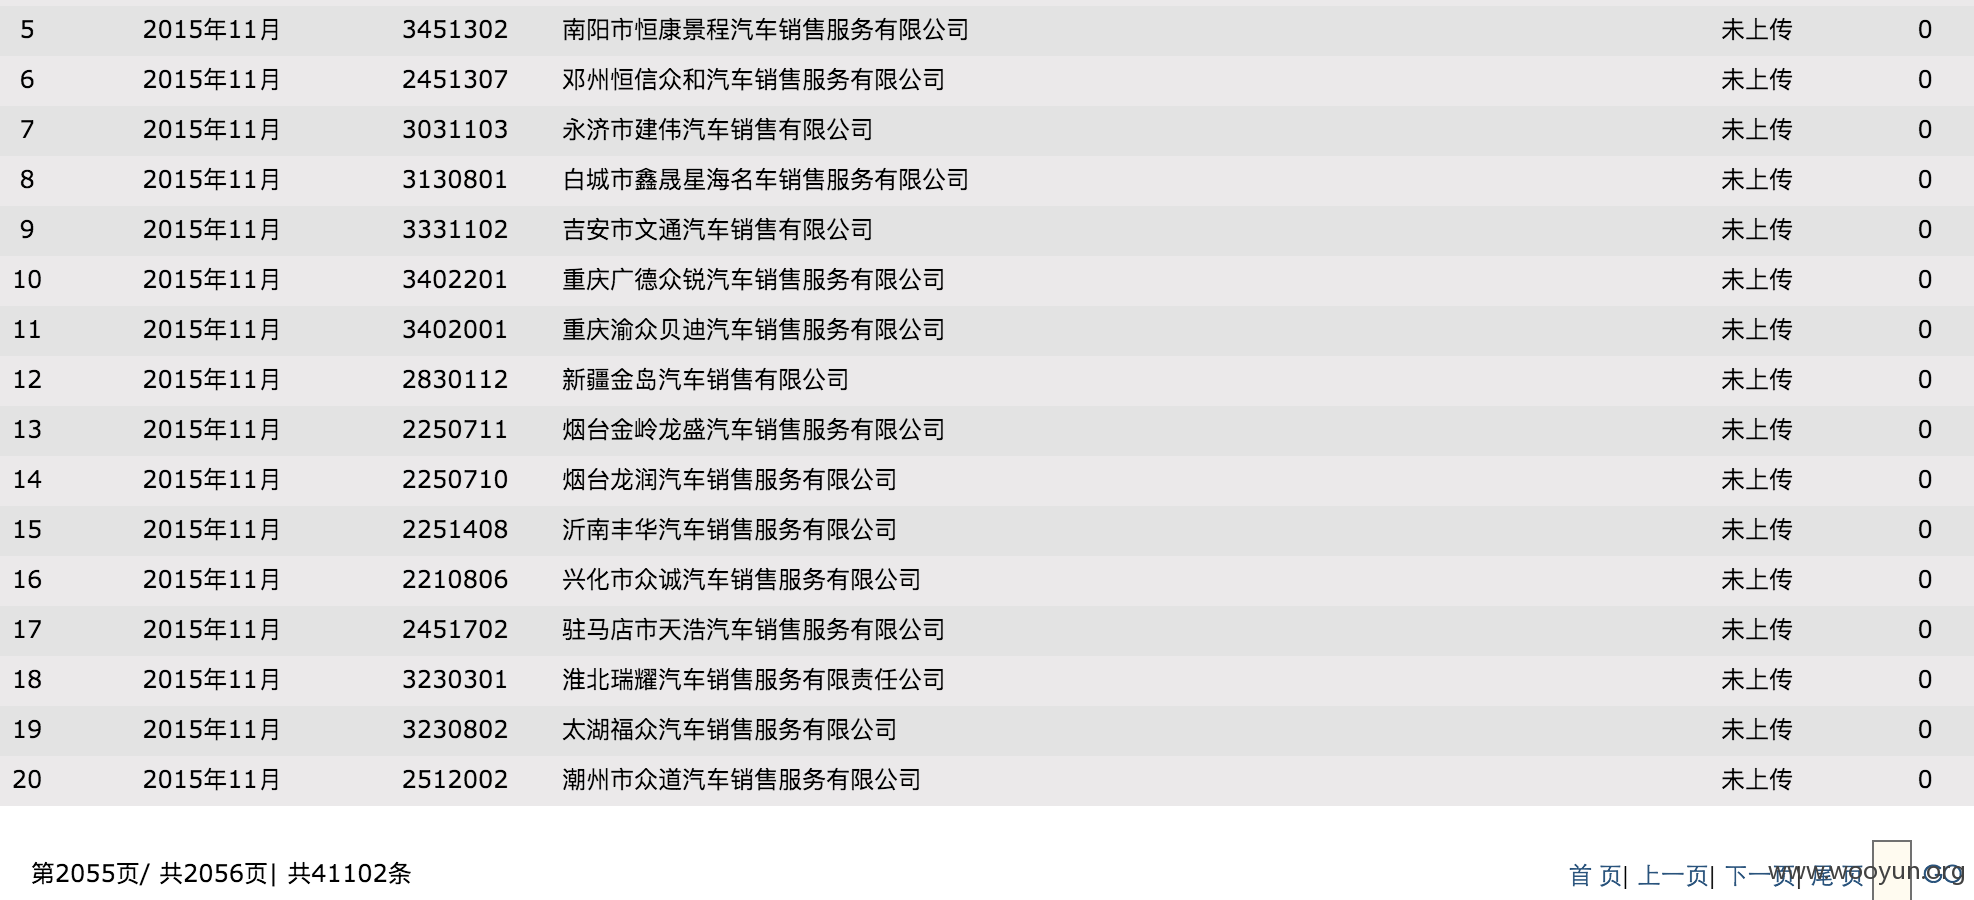 5 2015年11月 3451302 南阳市恒康景程汽车销售服务有限公司 未上传 0
6 2015年11月 2451307 邓州恒信众和汽车销售服务有限公司 未上传 0
7 2015年11月 3031103 永济市建伟汽车销售有限公司 未上传 0
8 2015年11月 3130801 白城市鑫晟星海名车销售服务有限公司 未上传 0
9 2015年11月 3331102 吉安市文通汽车销售有限公司 未上传 0
10 2015年11月 3402201 重庆广德众锐汽车销售服务有限公司 未上传 0
11 2015年11月 3402001 重庆渝众贝迪汽车销售服务有限公司 未上传 0
12 2015年11月 2830112 新疆金岛汽车销售有限公司 未上传 0
13 2015年11月 2250711 烟台金岭龙盛汽车销售服务有限公司 未上传 0
14 2015年11月 2250710 烟台龙润汽车销售服务有限公司 未上传 0
15 2015年11月 2251408 沂南丰华汽车销售服务有限公司 未上传 0
16 2015年11月 2210806 兴化市众诚汽车销售服务有限公司 未上传 0
17 2015年11月 2451702 驻马店市天浩汽车销售服务有限公司 未上传 0
18 2015年11月 3230301 淮北瑞耀汽车销售服务有限责任公司 未上传 0
19 2015年11月 3230802 太湖福众汽车销售服务有限公司 未上传 0
20 2015年11月 2512002 潮州市众道汽车销售服务有限公司 未上传 0
第2055页/ 共2056页| 共41102条 首 页| 上一页| 下一页| 尾 页 GO
www.wooyun.org